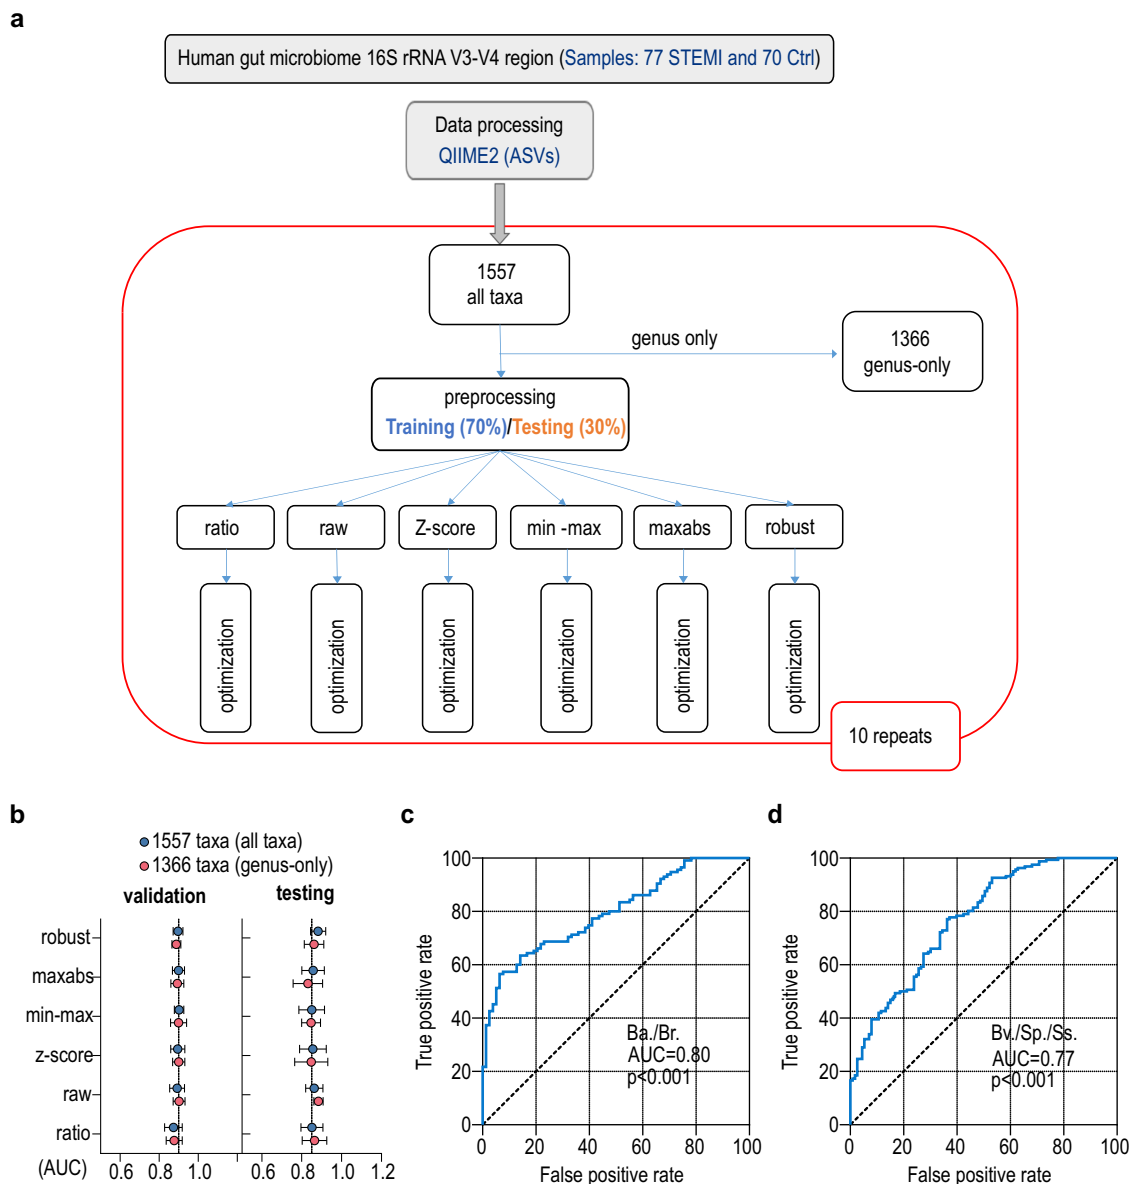 a
Human gut microbiome 16S rRNA V3-V4 region (Samples: 77 STEMI and 70 Ctrl)
Data processing
QIIME2 (ASVs)
1557
all taxa
genus only
1366
genus-only
preprocessing
Training (70%)/Testing (30%)
ratio
raw
Z-score
min -max
maxabs
robust
optimization
optimization
optimization
optimization
optimization
optimization
10 repeats
b
1557 taxa (all taxa)
1366 taxa (genus-only)
validation
testing
robust
maxabs
min-max
z-score
raw
ratio
(AUC)
0.6 1.0
0.6 0.8 1.0 1.2
c
True positive rate
100
80
60
40
20
0
Ba./Br.
AUC=0.80
p<0.001
0 20 40 60 80 100
False positive rate
d
True positive rate
100
80
60
40
20
0
Bv./Sp./Ss.
AUC=0.77
p<0.001
0 20 40 60 80 100
False positive rate